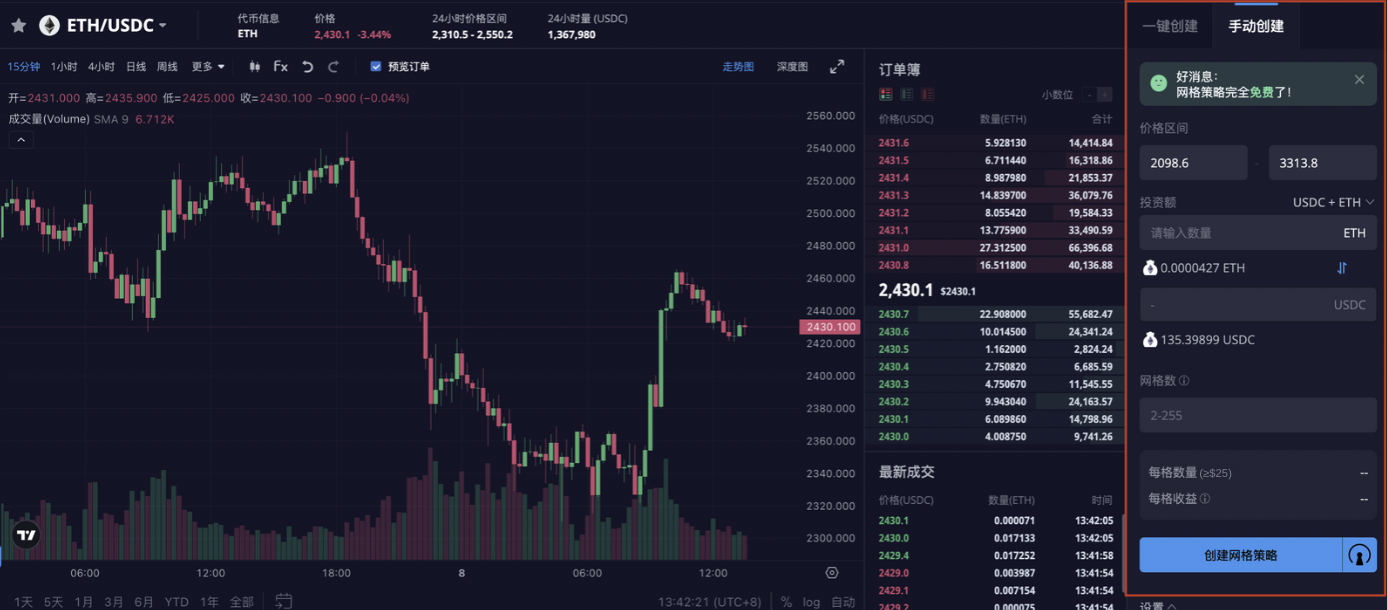 ETH/USDC
代币信息
ETH
价格
2,430.1 -3.44%
24小时价格区间
2,310.5 - 2,550.2
24小时量 (USDC)
1,367,980
15分钟 1小时 4小时 日线 周线 更多 Fx 预览订单 走势图 深度图
开=2431.000 高=2435.900 低=2425.000 收=2430.100 −0.900 (−0.04%)
成交量(Volume) SMA 9 6.712K
2560.000
2540.000
2520.000
2500.000
2480.000
2460.000
2440.000
2430.100
2420.000
2400.000
2380.000
2360.000
2340.000
2320.000
2300.000
06:00 12:00 18:00 8 06:00 12:00
1天 5天 1月 3月 6月 YTD 1年 全部 13:42:21 (UTC+8) % log 自动
订单簿
小数位 - +
价格(USDC) 数量(ETH) 合计
2431.6 5.928130 14,414.84
2431.5 6.711440 16,318.86
2431.4 8.987980 21,853.37
2431.3 14.839700 36,079.76
2431.2 8.055420 19,584.33
2431.1 13.775900 33,490.59
2431.0 27.312500 66,396.68
2430.8 16.511800 40,136.88
2,430.1 $2430.1
2430.7 22.908000 55,682.47
2430.6 10.014500 24,341.24
2430.5 1.162000 2,824.24
2430.4 2.750820 6,685.59
2430.3 4.750670 11,545.55
2430.2 9.943040 24,163.57
2430.1 6.089860 14,798.96
2430.0 4.008750 9,741.26
最新成交
价格(USDC) 数量(ETH) 时间
2430.1 0.000071 13:42:05
2430.0 0.017133 13:42:05
2429.4 0.017252 13:41:58
2429.0 0.003987 13:41:54
2429.1 0.007154 13:41:54
2429.2 0.000075 13:41:54
一键创建 手动创建
好消息：
网格策略完全免费了！
价格区间
2098.6 - 3313.8
投资额 USDC + ETH
请输入数量 ETH
0.0000427 ETH
- USDC
135.39899 USDC
网格数
2-255
每格数量 (≥$25) --
每格收益 --
创建网格策略
设置